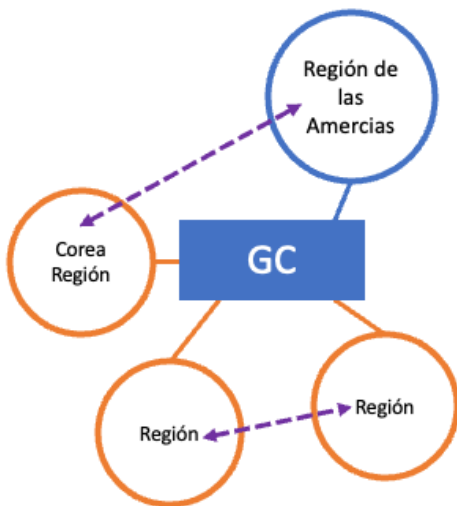 Región de
las
Amercias
Corea
Región
GC
Región
Región